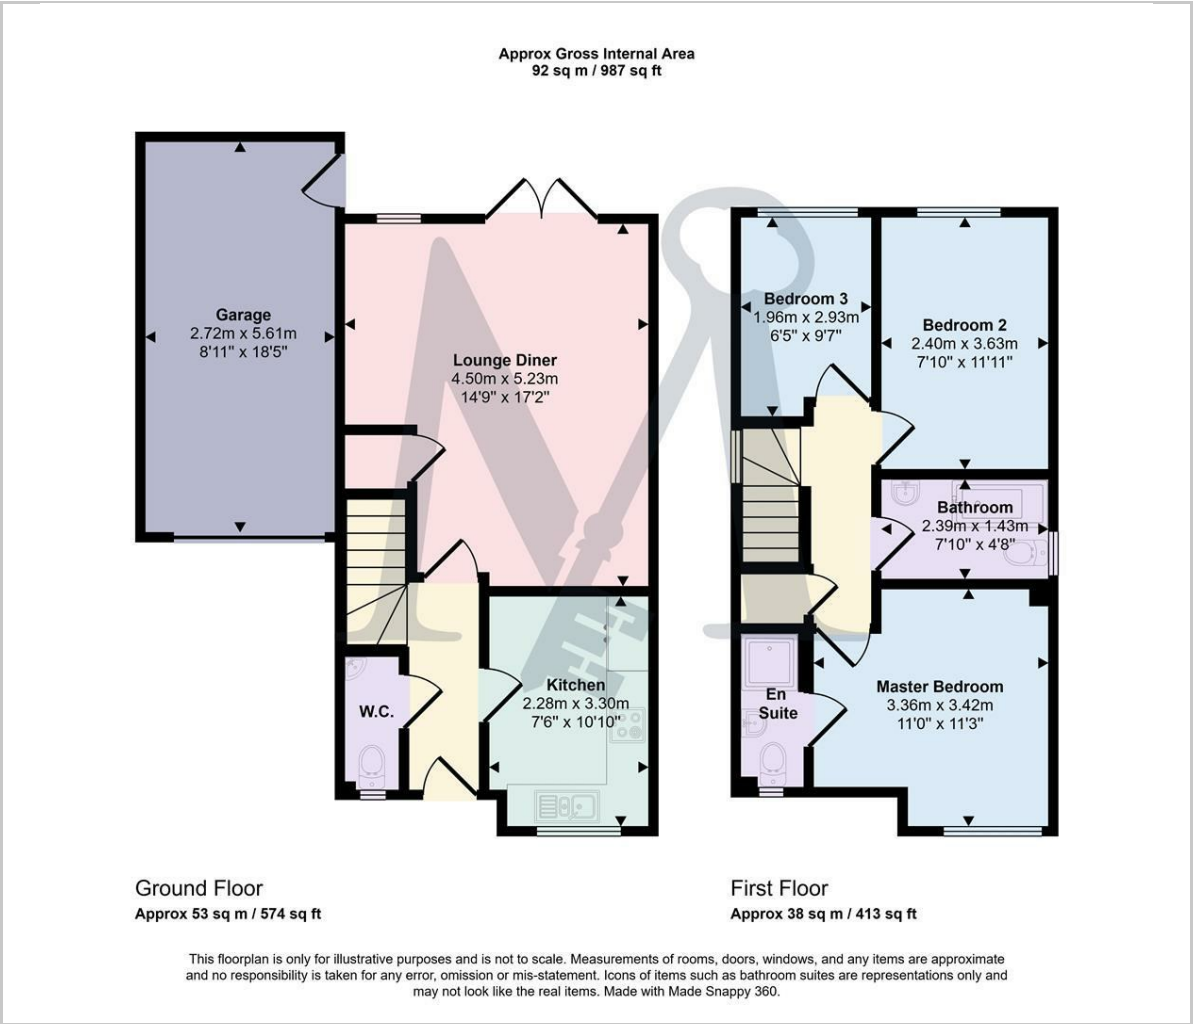 Approx Gross Internal Area
92 sq m / 987 sq ft
Garage
2.72m x 5.61m
8'11" x 18'5"
Lounge Diner
4.50m x 5.23m
14'9" x 17'2"
W.C.
Kitchen
2.28m x 3.30m
7'6" x 10'10"
Bedroom 3
1.96m x 2.93m
6'5" x 9'7"
Bedroom 2
2.40m x 3.63m
7'10" x 11'11"
Bathroom
2.39m x 1.43m
7'10" x 4'8"
En
Suite
Master Bedroom
3.36m x 3.42m
11'0" x 11'3"
Ground Floor
Approx 53 sq m / 574 sq ft
First Floor
Approx 38 sq m / 413 sq ft
This floorplan is only for illustrative purposes and is not to scale. Measurements of rooms, doors, windows, and any items are approximate
and no responsibility is taken for any error, omission or mis-statement. Icons of items such as bathroom suites are representations only and
may not look like the real items. Made with Made Snappy 360.